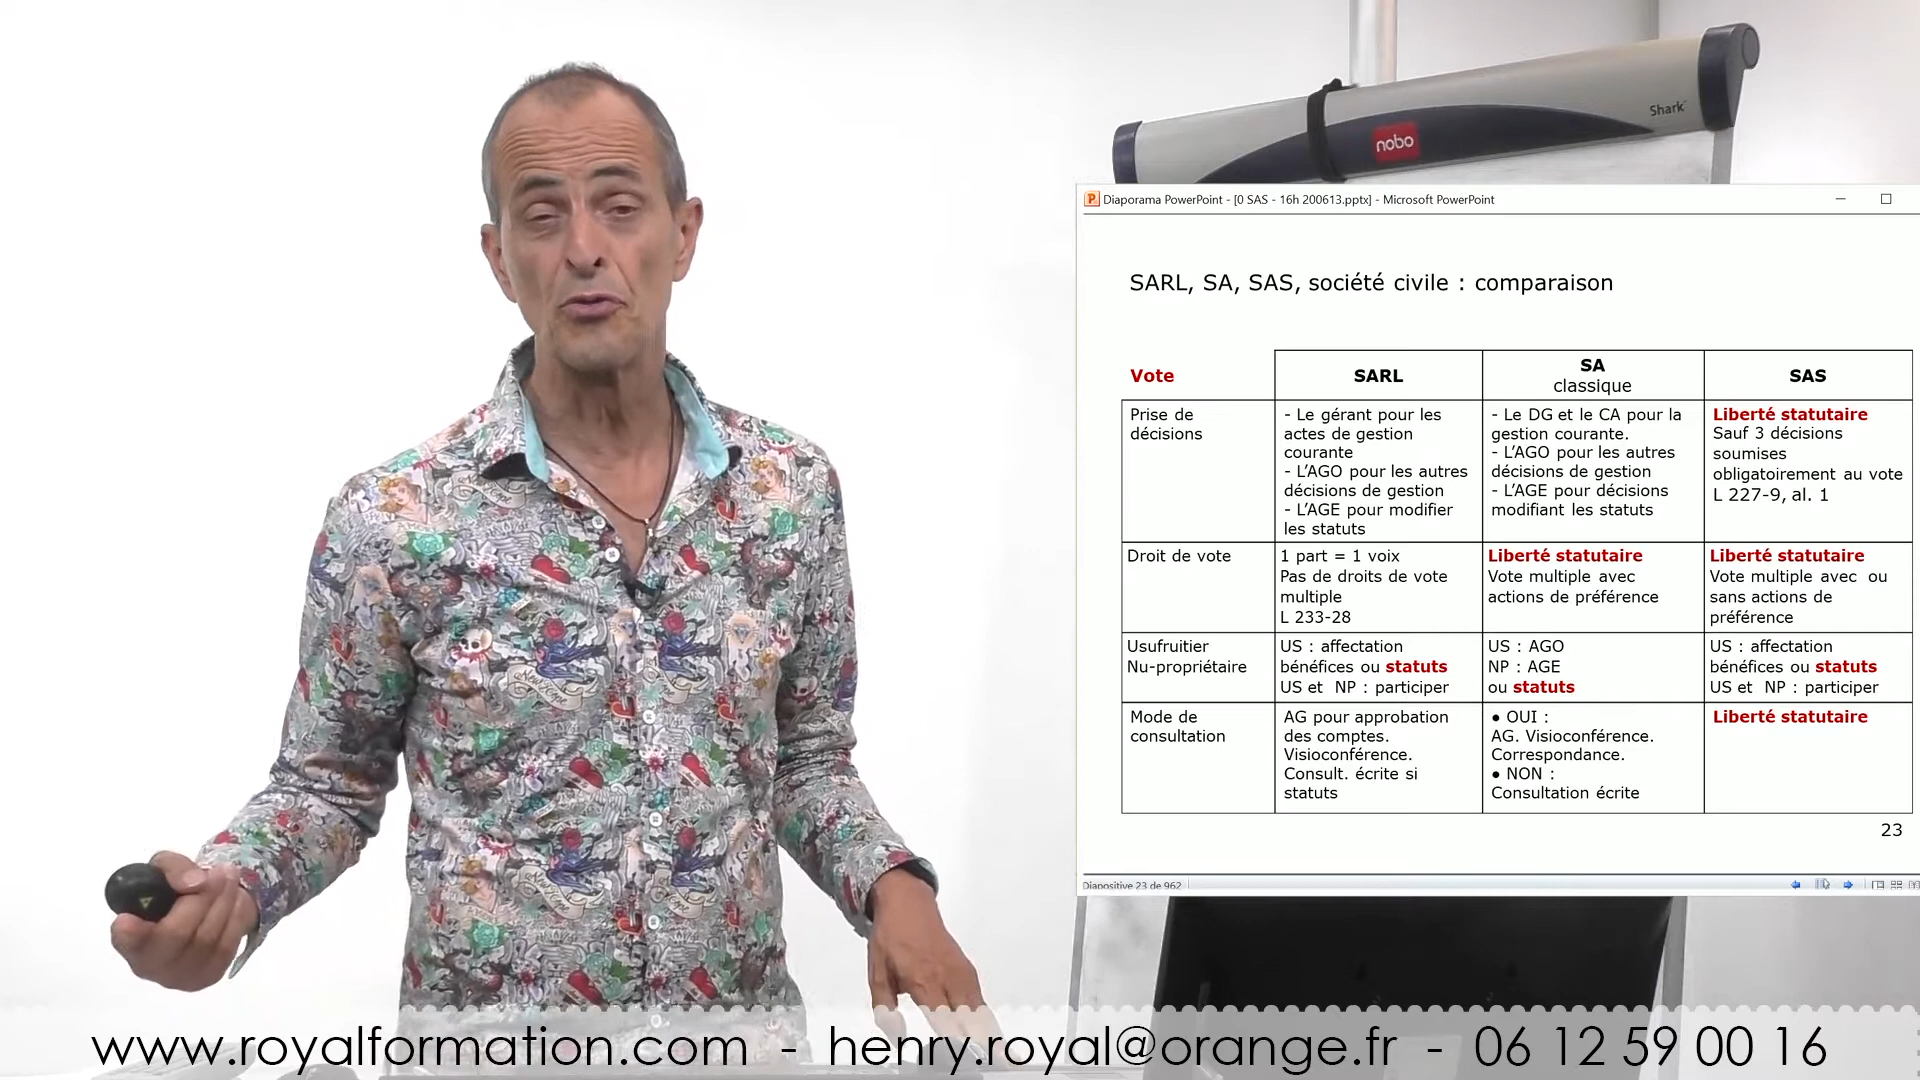 Shark
nobo
Diaporama PowerPoint - [0 SAS - 16h 200613.pptx] - Microsoft PowerPoint
SARL, SA, SAS, société civile : comparaison
Vote
SARL
SA
classique
SAS
Prise de
décisions
- Le gérant pour les
actes de gestion
courante
- L'AGO pour les autres
décisions de gestion
- L'AGE pour modifier
les statuts
- Le DG et le CA pour la
gestion courante.
- L'AGO pour les autres
décisions de gestion
- L'AGE pour décisions
modifiant les statuts
Liberté statutaire
Sauf 3 décisions
soumises
obligatoirement au vote
L 227-9, al. 1
Droit de vote
1 part = 1 voix
Pas de droits de vote
multiple
L 233-28
Liberté statutaire
Vote multiple avec
actions de préférence
Liberté statutaire
Vote multiple avec ou
sans actions de
préférence
Usufruitier
Nu-propriétaire
US : affectation
bénéfices ou statuts
US et NP : participer
US : AGO
NP : AGE
ou statuts
US : affectation
bénéfices ou statuts
US et NP : participer
Mode de
consultation
AG pour approbation
des comptes.
Visioconférence.
Consult. écrite si
statuts
● OUI :
AG. Visioconférence.
Correspondance.
● NON :
Consultation écrite
Liberté statutaire
23
Diapositive 23 de 962
www.royalformation.com - henry.royal@orange.fr - 06 12 59 00 16